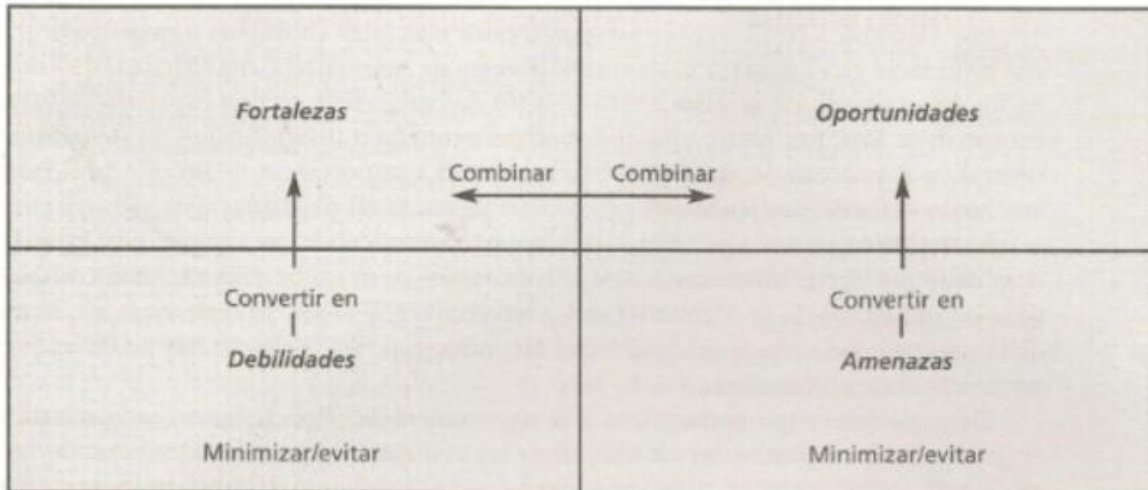 Fortalezas
Oportunidades
Combinar Combinar
Convertir en
Convertir en
Debilidades
Amenazas
Minimizar/evitar
Minimizar/evitar